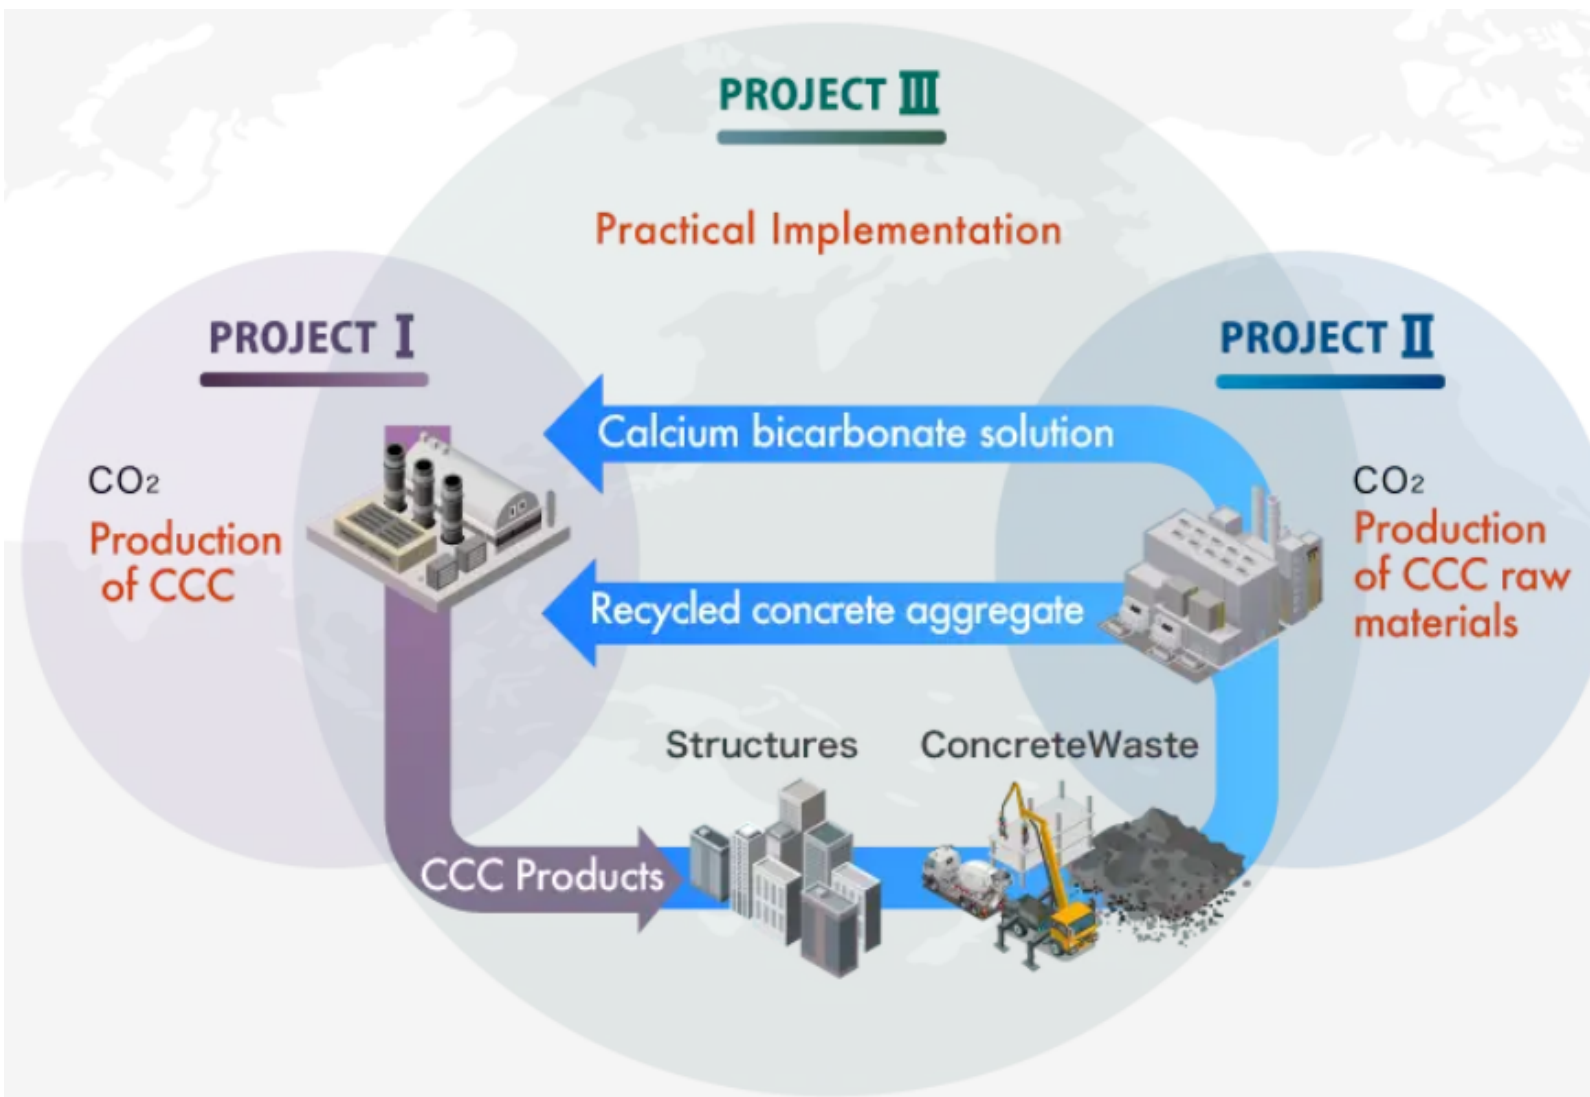 PROJECT III
Practical Implementation
PROJECT I
PROJECT II
Calcium bicarbonate solution
CO₂
Production
of CCC
CO₂
Production
of CCC raw
materials
Recycled concrete aggregate
Structures
ConcreteWaste
CCC Products